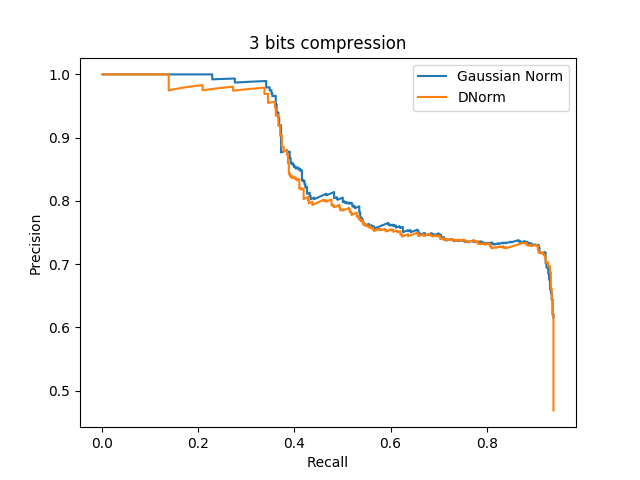 3 bits compression
Gaussian Norm
DNorm
1.0
0.9
0.8
0.7
0.6
0.5
Precision
0.0 0.2 0.4 0.6 0.8
Recall